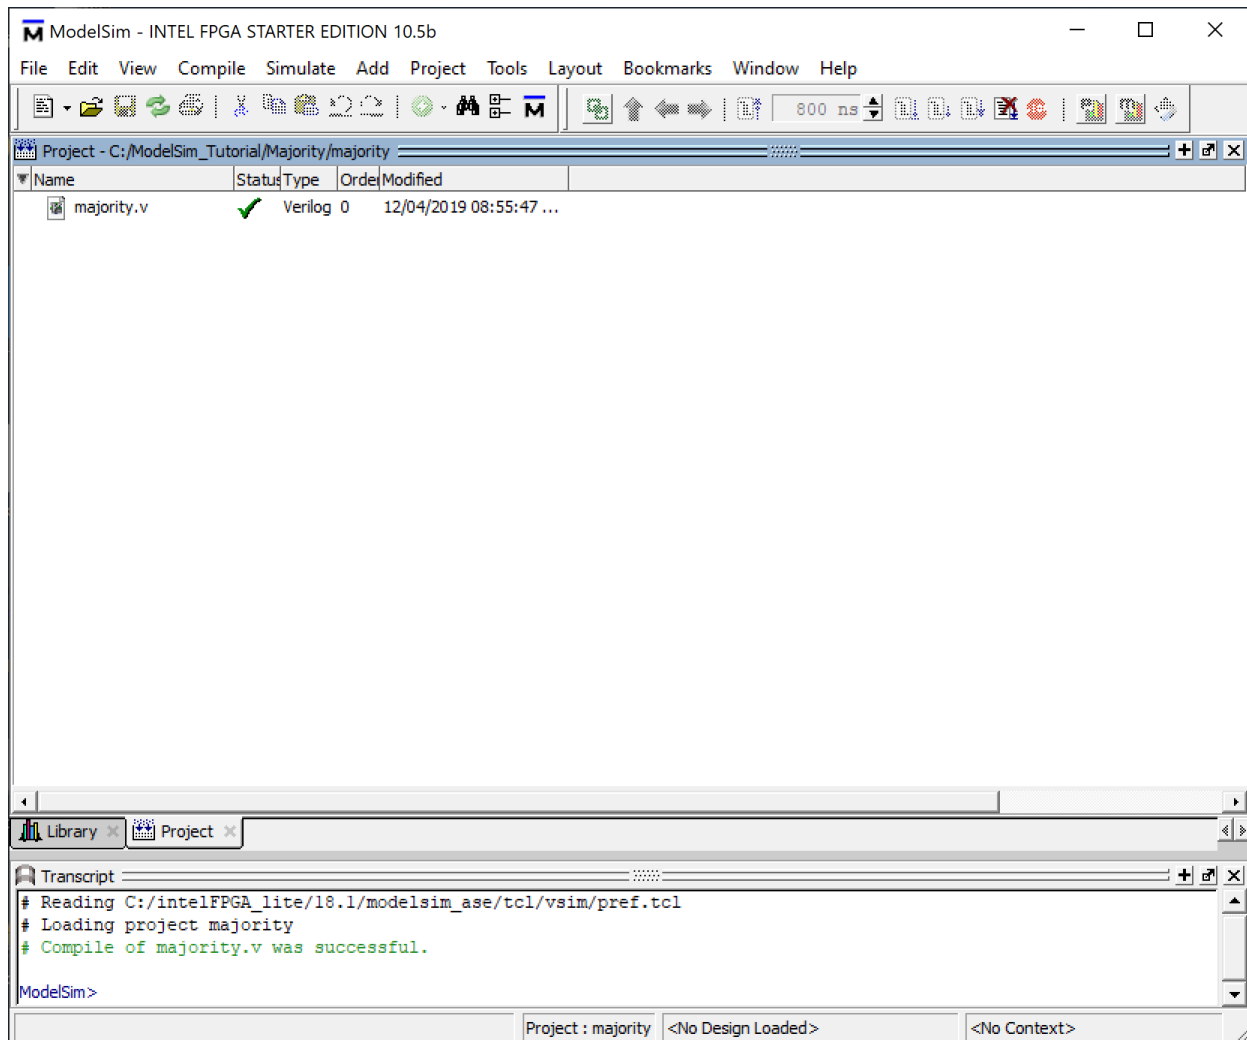 ModelSim - INTEL FPGA STARTER EDITION 10.5b
File Edit View Compile Simulate Add Project Tools Layout Bookmarks Window Help
800 ns
Project - C:/ModelSim_Tutorial/Majority/majority
Name Status Type Order Modified
majority.v Verilog 0 12/04/2019 08:55:47 ...
Library Project
Transcript
# Reading C:/intelFPGA_lite/18.1/modelsim_ase/tcl/vsim/pref.tcl
# Loading project majority
# Compile of majority.v was successful.
ModelSim>
Project : majority <No Design Loaded> <No Context>